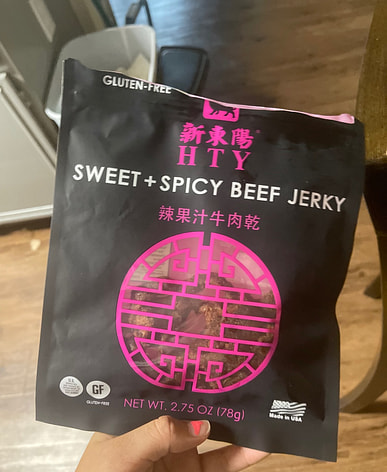 GLUTEN-FREE
新東陽®
HTY
SWEET + SPICY BEEF JERKY
辣果汁牛肉乾
GF
GLUTEN-FREE
NET WT. 2.75 OZ (78g)
Made in USA